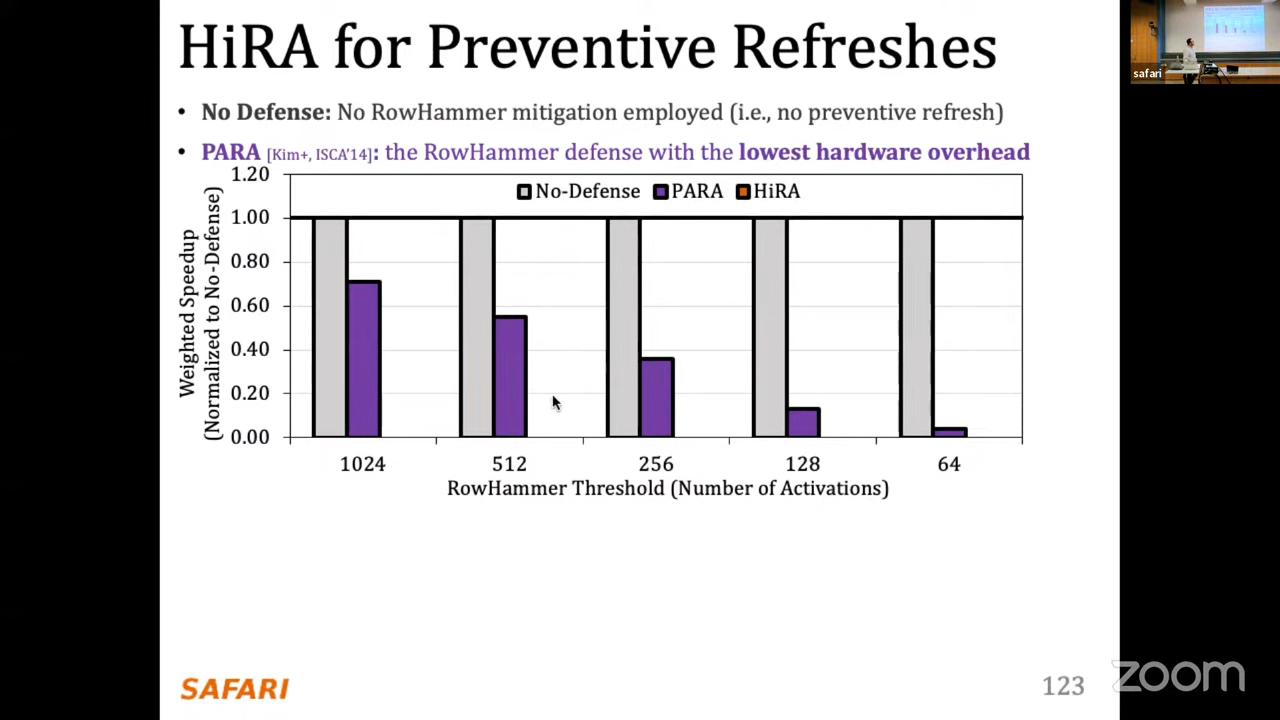 HiRA for Preventive Refreshes
safari
• No Defense: No RowHammer mitigation employed (i.e., no preventive refresh)
• PARA [Kim+, ISCA'14]: the RowHammer defense with the lowest hardware overhead
Weighted Speedup
(Normalized to No-Defense)
1.20
1.00
0.80
0.60
0.40
0.20
0.00
No-Defense PARA HiRA
1024 512 256 128 64
RowHammer Threshold (Number of Activations)
SAFARI
123
zoom